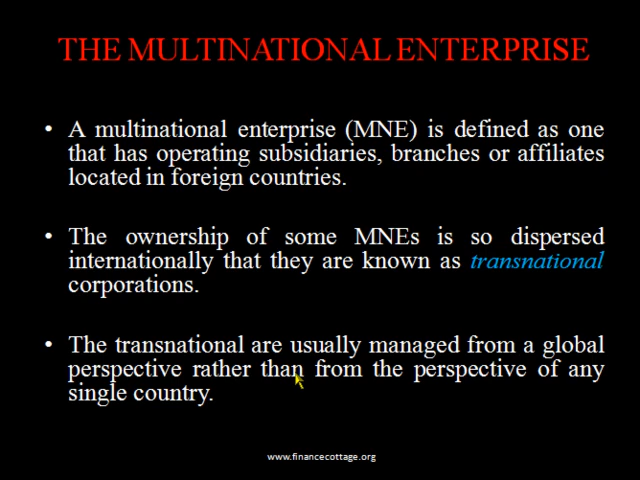 THE MULTINATIONAL ENTERPRISE
• A multinational enterprise (MNE) is defined as one
that has operating subsidiaries, branches or affiliates
located in foreign countries.
• The ownership of some MNEs is so dispersed
internationally that they are known as transnational
corporations.
• The transnational are usually managed from a global
perspective rather than from the perspective of any
single country.
www.financecottage.org